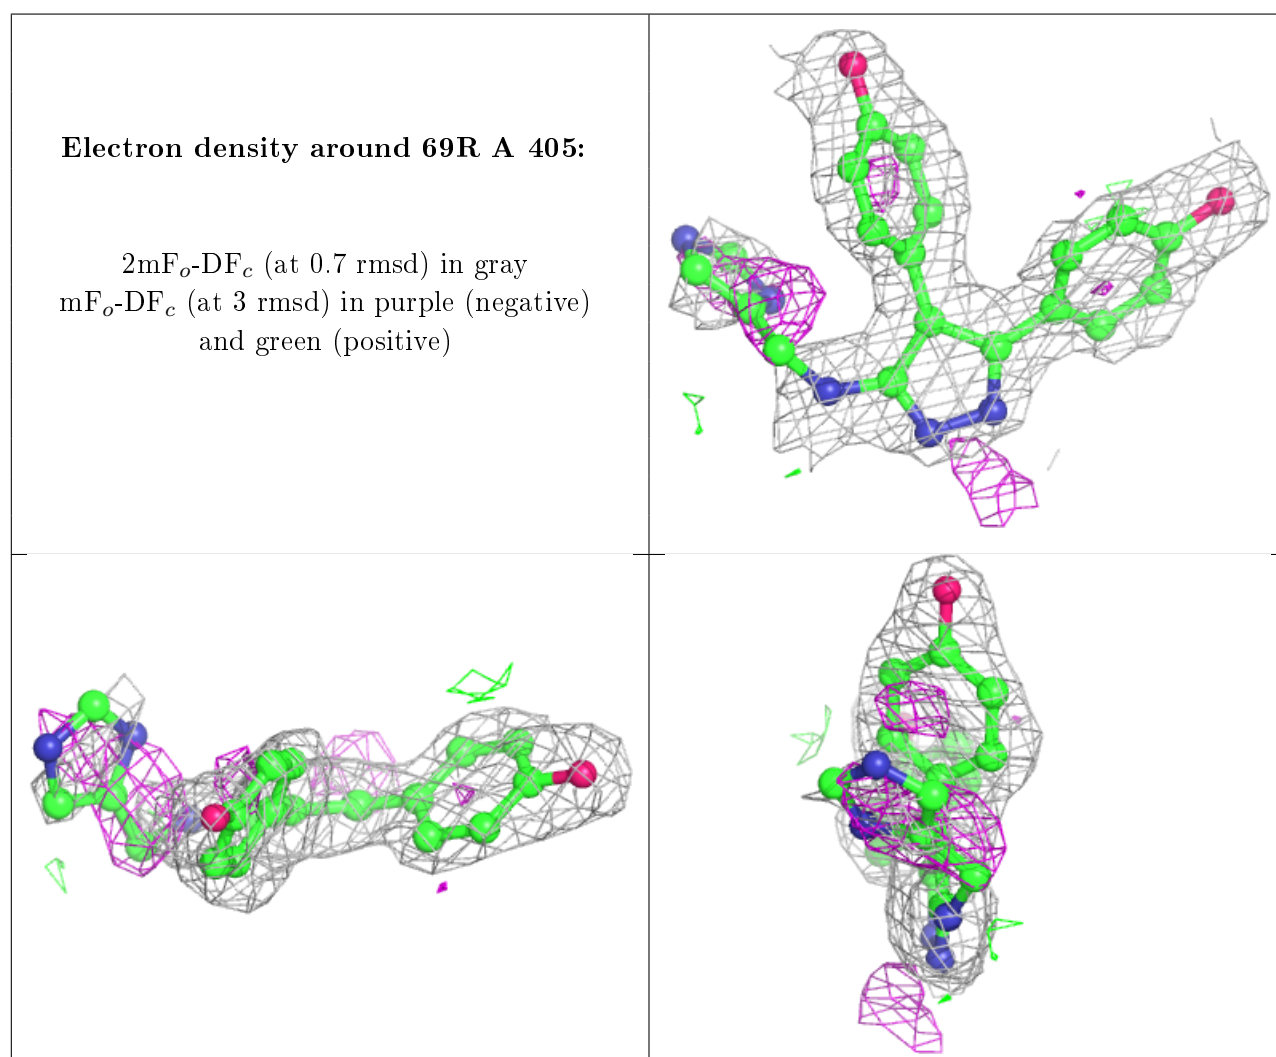 Electron density around 69R A 405:
2mFo-DFc (at 0.7 rmsd) in gray
mFo-DFc (at 3 rmsd) in purple (negative)
and green (positive)